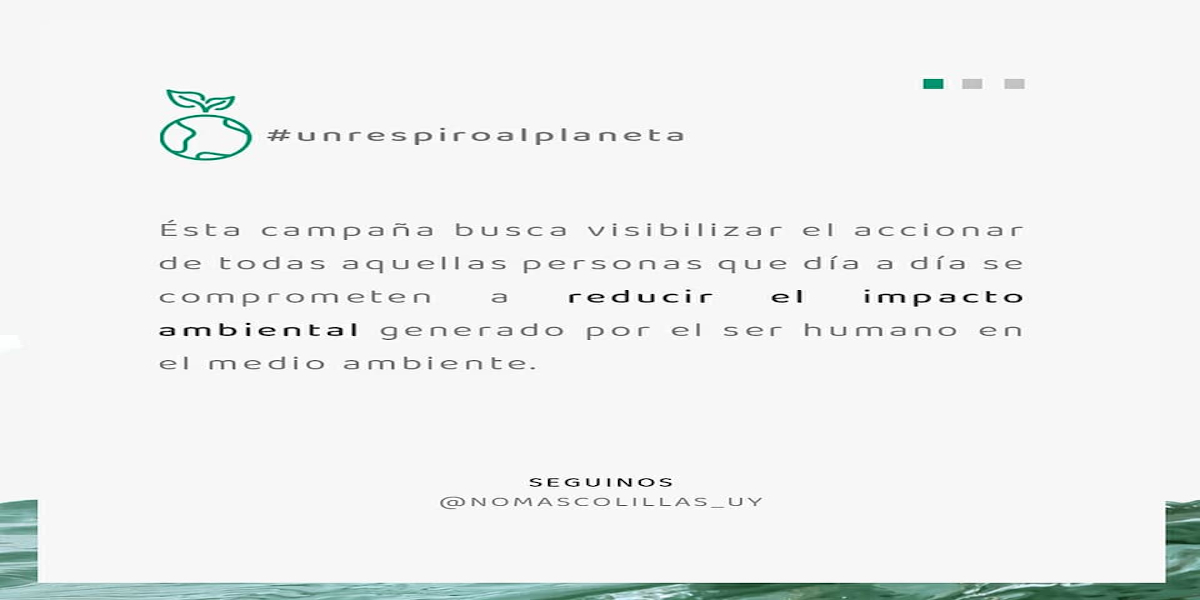 #unrespiroalplaneta
Ésta campaña busca visibilizar el accionar
de todas aquellas personas que día a día se
comprometen a reducir el impacto
ambiental generado por el ser humano en
el medio ambiente.
SEGUINOS
@NOMASCOLILLAS_UY